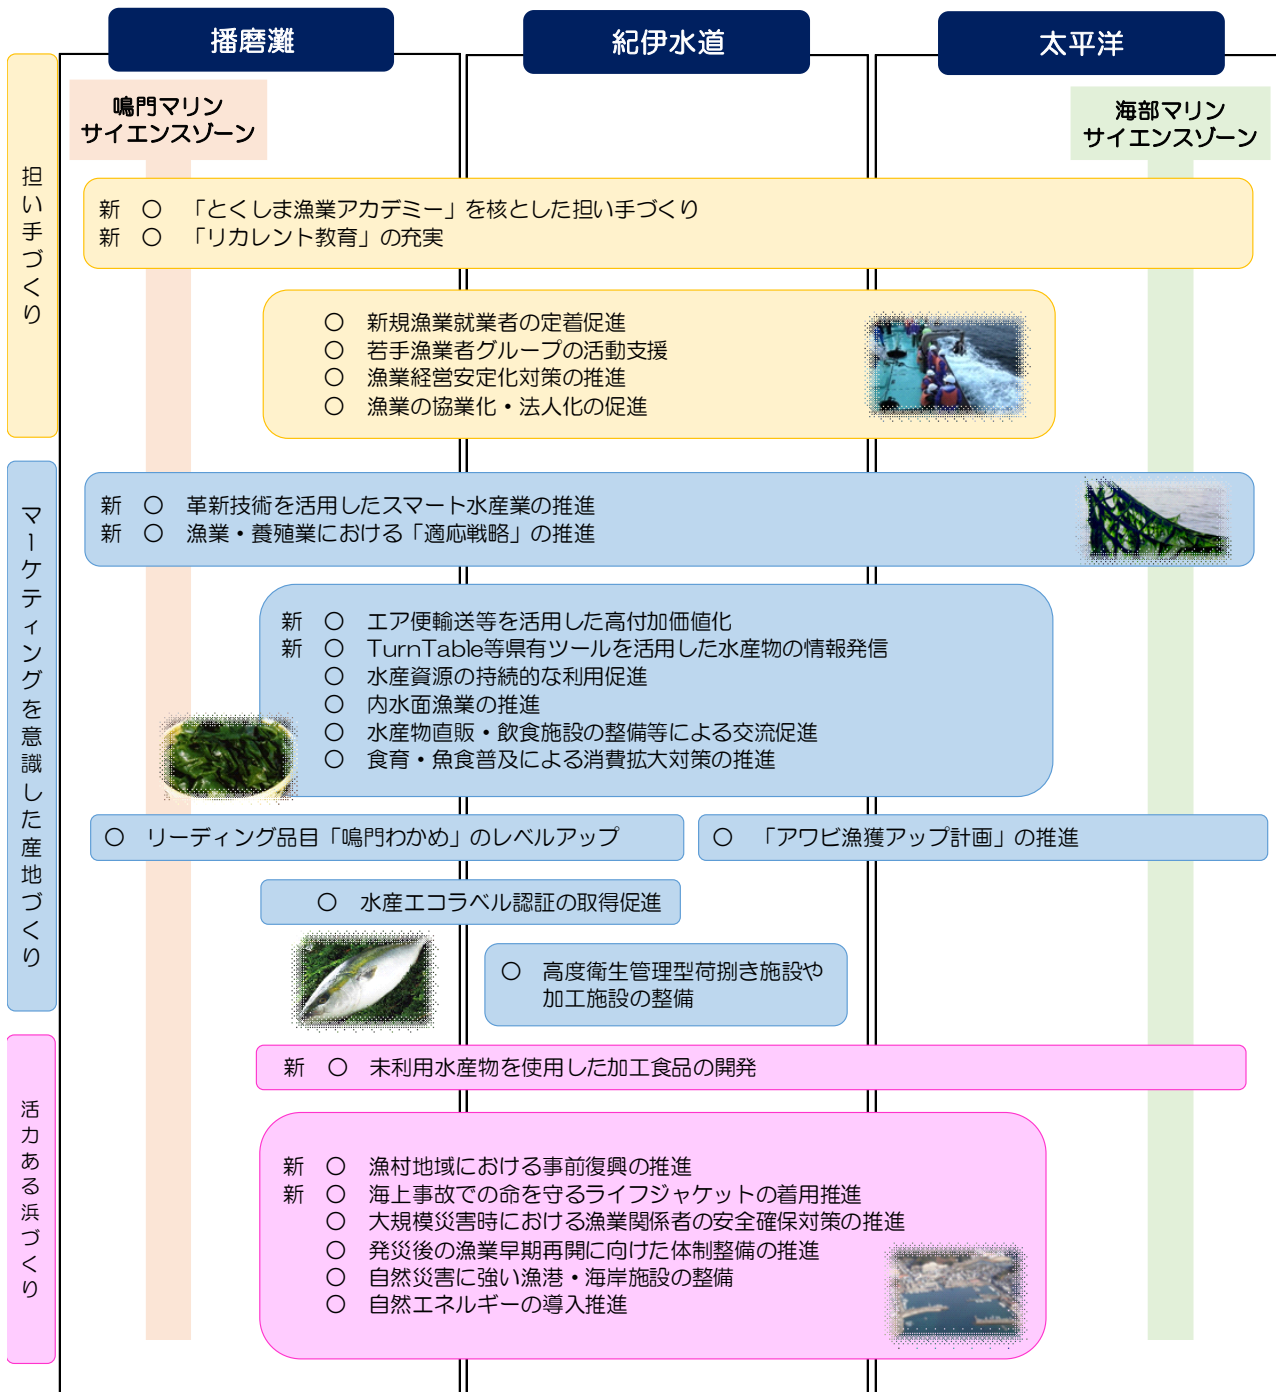 播磨灘
紀伊水道
太平洋
鳴門マリン
サイエンスゾーン
海部マリン
サイエンスゾーン
担い手づくり
新 〇 「とくしま漁業アカデミー」を核とした担い手づくり
新 〇 「リカレント教育」の充実
〇 新規漁業就業者の定着促進
〇 若手漁業者グループの活動支援
〇 漁業経営安定化対策の推進
〇 漁業の協業化・法人化の促進
マーケティングを意識した産地づくり
新 〇 革新技術を活用したスマート水産業の推進
新 〇 漁業・養殖業における「適応戦略」の推進
新 〇 エア便輸送等を活用した高付加価値化
新 〇 TurnTable等県有ツールを活用した水産物の情報発信
〇 水産資源の持続的な利用促進
〇 内水面漁業の推進
〇 水産物直販・飲食施設の整備等による交流促進
〇 食育・魚食普及による消費拡大対策の推進
〇 リーディング品目「鳴門わかめ」のレベルアップ
〇 「アワビ漁獲アップ計画」の推進
〇 水産エコラベル認証の取得促進
〇 高度衛生管理型荷捌き施設や
加工施設の整備
活力ある浜づくり
新 〇 未利用水産物を使用した加工食品の開発
新 〇 漁村地域における事前復興の推進
新 〇 海上事故での命を守るライフジャケットの着用推進
〇 大規模災害時における漁業関係者の安全確保対策の推進
〇 発災後の漁業早期再開に向けた体制整備の推進
〇 自然災害に強い漁港・海岸施設の整備
〇 自然エネルギーの導入推進